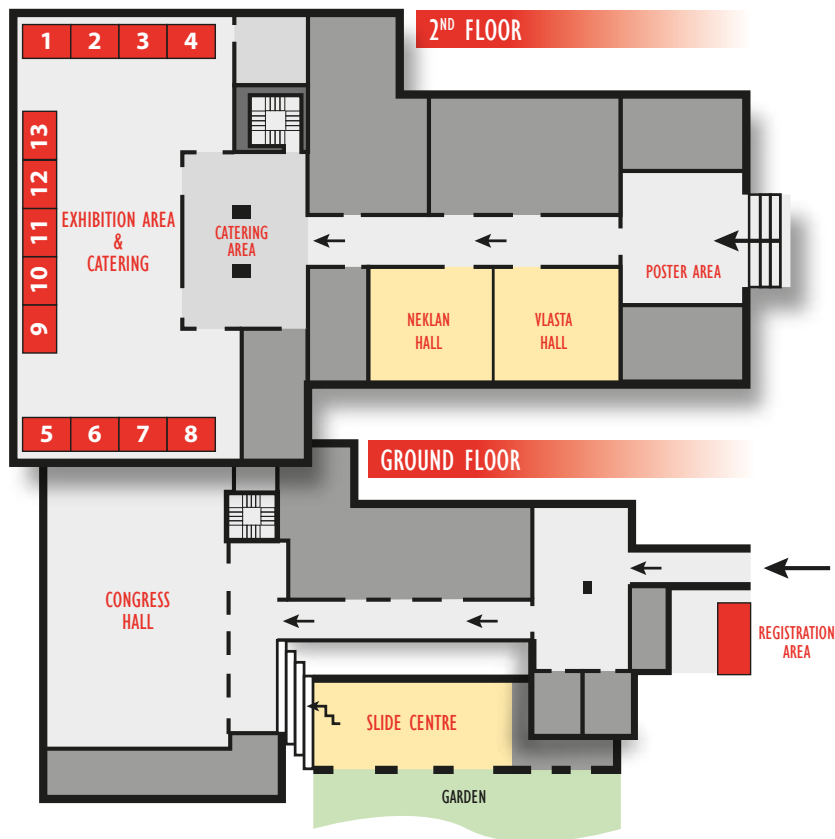 2ND FLOOR
1 2 3 4
13
12
11
10
9
EXHIBITION AREA
&
CATERING
CATERING
AREA
POSTER AREA
NEKLAN
HALL
VLASTA
HALL
5 6 7 8
GROUND FLOOR
CONGRESS
HALL
REGISTRATION
AREA
SLIDE CENTRE
GARDEN